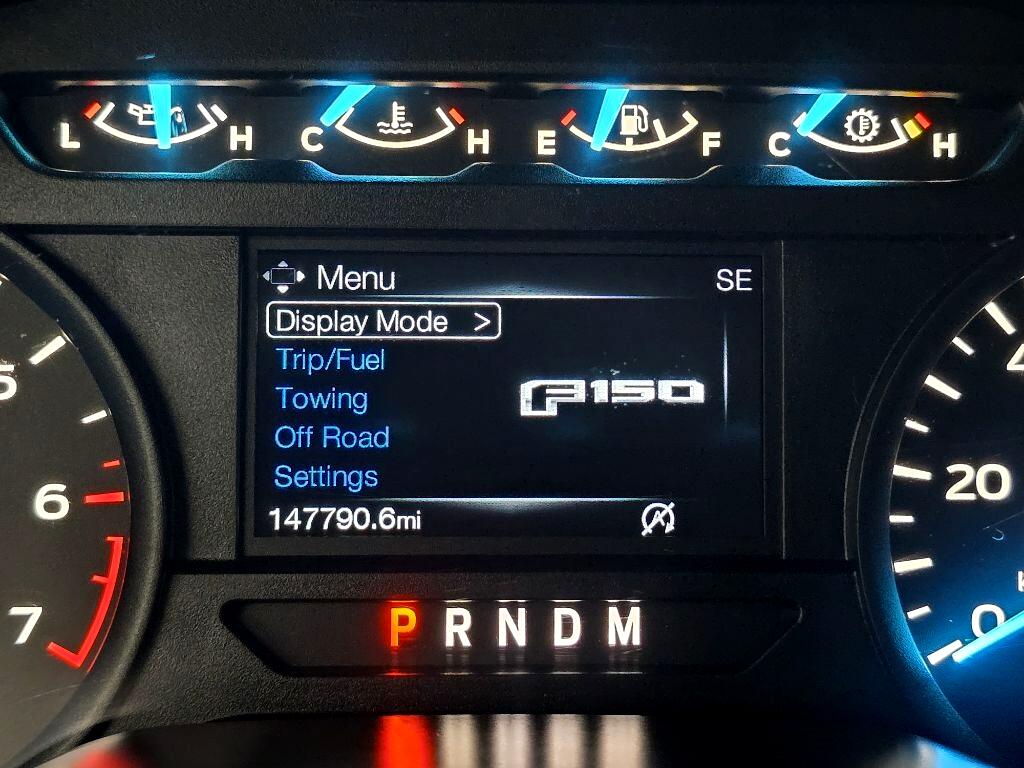 L H C H E F C H
Menu SE
Display Mode >
Trip/Fuel
Towing
Off Road
Settings
F150
147790.6mi
P R N D M
5
6
7
20
0